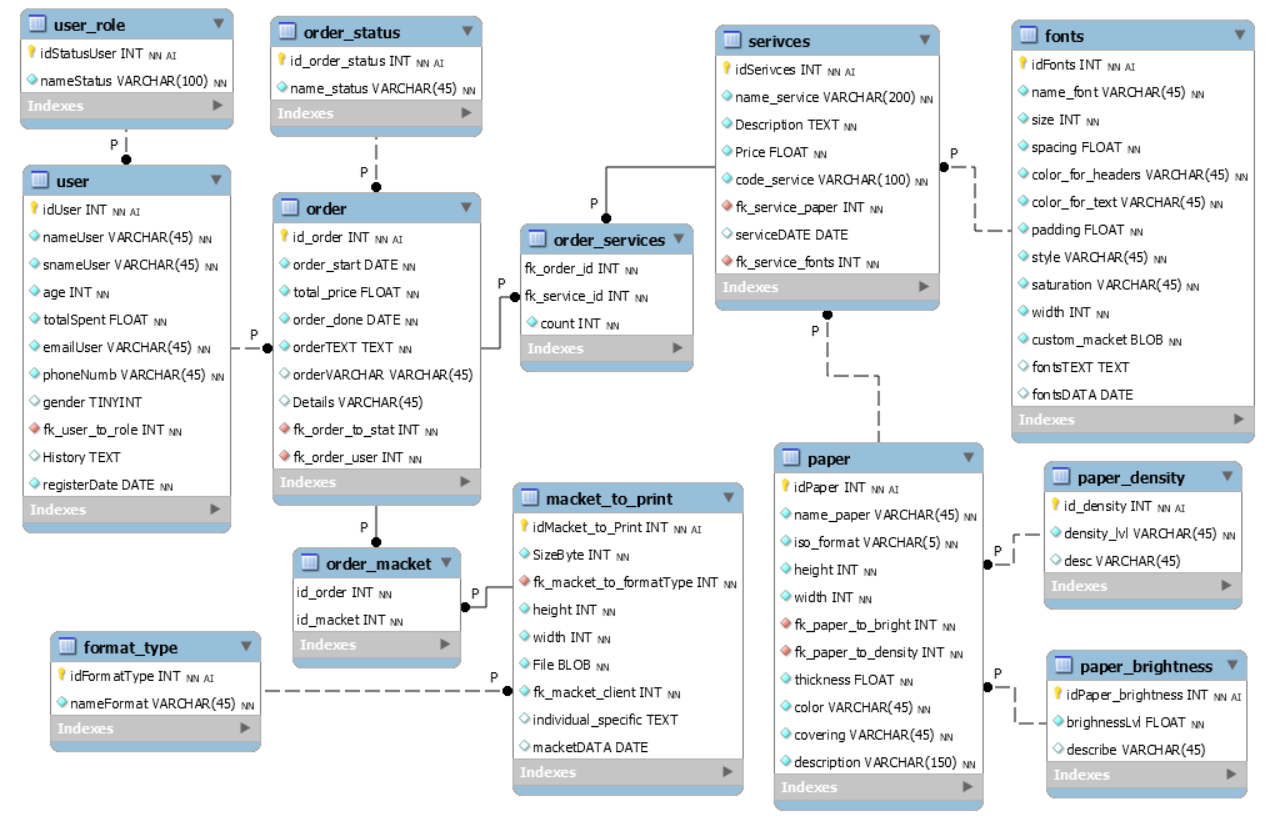 user_role
idStatusUser INT NN AI
nameStatus VARCHAR(100) NN
Indexes
order_status
id_order_status INT NN AI
name_status VARCHAR(45) NN
Indexes
serivces
idSerivces INT NN AI
name_service VARCHAR(200) NN
Description TEXT NN
Price FLOAT NN
code_service VARCHAR(100) NN
fk_service_paper INT NN
serviceDATE DATE
fk_service_fonts INT NN
Indexes
fonts
idFonts INT NN AI
name_font VARCHAR(45) NN
size INT NN
spacing FLOAT NN
color_for_headers VARCHAR(45) NN
color_for_text VARCHAR(45) NN
padding FLOAT NN
style VARCHAR(45) NN
saturation VARCHAR(45) NN
width INT NN
custom_macket BLOB NN
fontsTEXT TEXT
fontsDATA DATE
Indexes
P
P
P
P
P
P
P
user
idUser INT NN AI
nameUser VARCHAR(45) NN
snameUser VARCHAR(45) NN
age INT NN
totalSpent FLOAT NN
emailUser VARCHAR(45) NN
phoneNumb VARCHAR(45) NN
gender TINYINT
fk_user_to_role INT NN
History TEXT
registerDate DATE NN
Indexes
order
id_order INT NN AI
order_start DATE NN
total_price FLOAT NN
order_done DATE NN
orderTEXT TEXT NN
orderVARCHAR VARCHAR(45)
Details VARCHAR(45)
fk_order_to_stat INT NN
fk_order_user INT NN
Indexes
order_services
fk_order_id INT NN
fk_service_id INT NN
count INT NN
Indexes
P
P
P
P
P
order_macket
id_order INT NN
id_macket INT NN
Indexes
macket_to_print
idMacket_to_Print INT NN AI
SizeByte INT NN
fk_macket_to_formatType INT NN
height INT NN
width INT NN
File BLOB NN
fk_macket_client INT NN
individual_specific TEXT
macketDATA DATE
Indexes
paper
idPaper INT NN AI
name_paper VARCHAR(45) NN
iso_format VARCHAR(5) NN
height INT NN
width INT NN
fk_paper_to_bright INT NN
fk_paper_to_density INT NN
thickness FLOAT NN
color VARCHAR(45) NN
covering VARCHAR(45) NN
description VARCHAR(150) NN
Indexes
paper_density
id_density INT NN AI
density_lvl VARCHAR(45) NN
desc VARCHAR(45)
Indexes
format_type
idFormatType INT NN AI
nameFormat VARCHAR(45) NN
Indexes
paper_brightness
idPaper_brightness INT NN AI
brighnessLvl FLOAT NN
describe VARCHAR(45)
Indexes